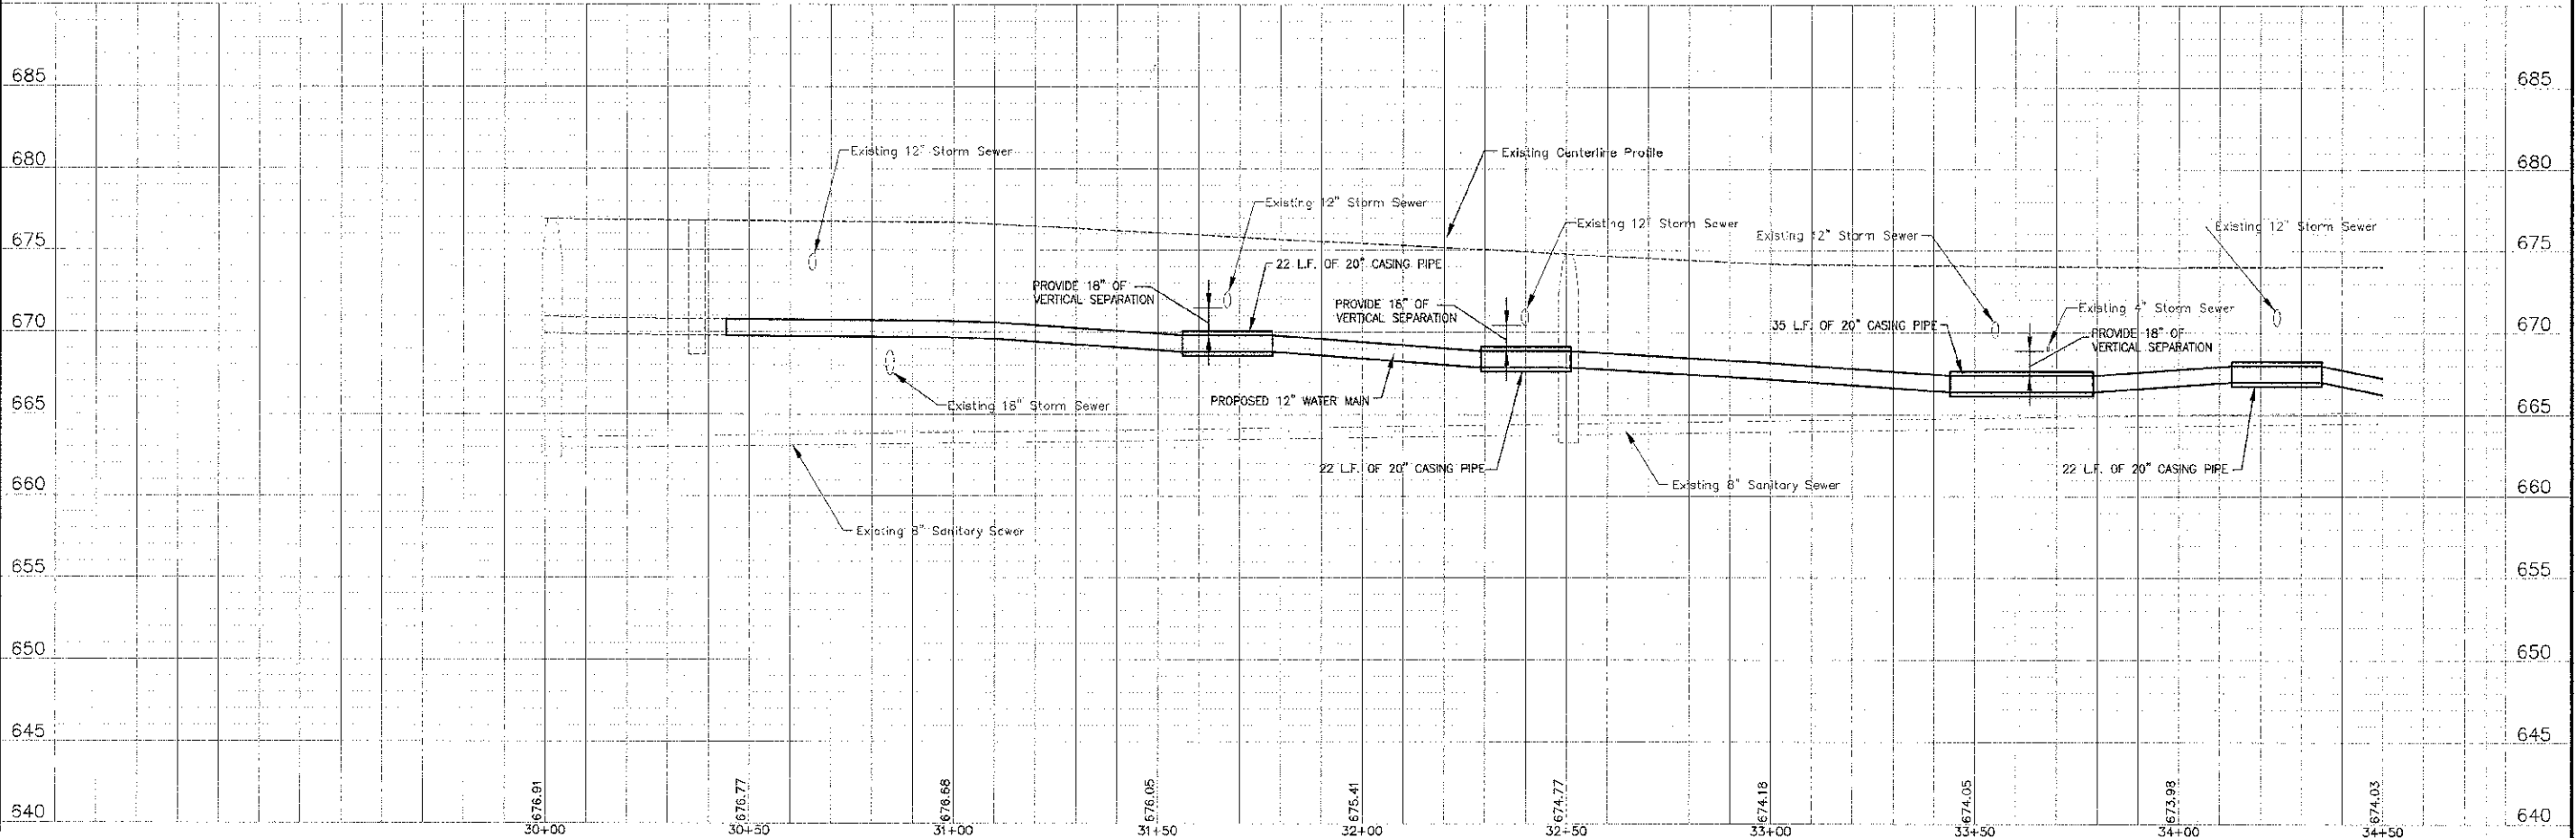 685
685
680
680
Existing 12" Storm Sewer
Existing Centerline Profile
Existing 12" Storm Sewer
Existing 12" Storm Sewer
Existing 12" Storm Sewer
Existing 12" Storm Sewer
675
675
22 L.F. OF 20" CASING PIPE
PROVIDE 18" OF
VERTICAL SEPARATION
PROVIDE 18" OF
VERTICAL SEPARATION
Existing 4" Storm Sewer
35 L.F. OF 20" CASING PIPE
PROVIDE 18" OF
VERTICAL SEPARATION
670
670
PROPOSED 12" WATER MAIN
Existing 18" Storm Sewer
665
665
22 L.F. OF 20" CASING PIPE
22 L.F. OF 20" CASING PIPE
Existing 8" Sanitary Sewer
660
660
Existing 8" Sanitary Sewer
655
655
650
650
645
645
676.91
676.77
676.68
676.05
675.41
674.77
674.18
674.05
673.98
674.03
640
640
30+00
30+50
31+00
31+50
32+00
32+50
33+00
33+50
34+00
34+50